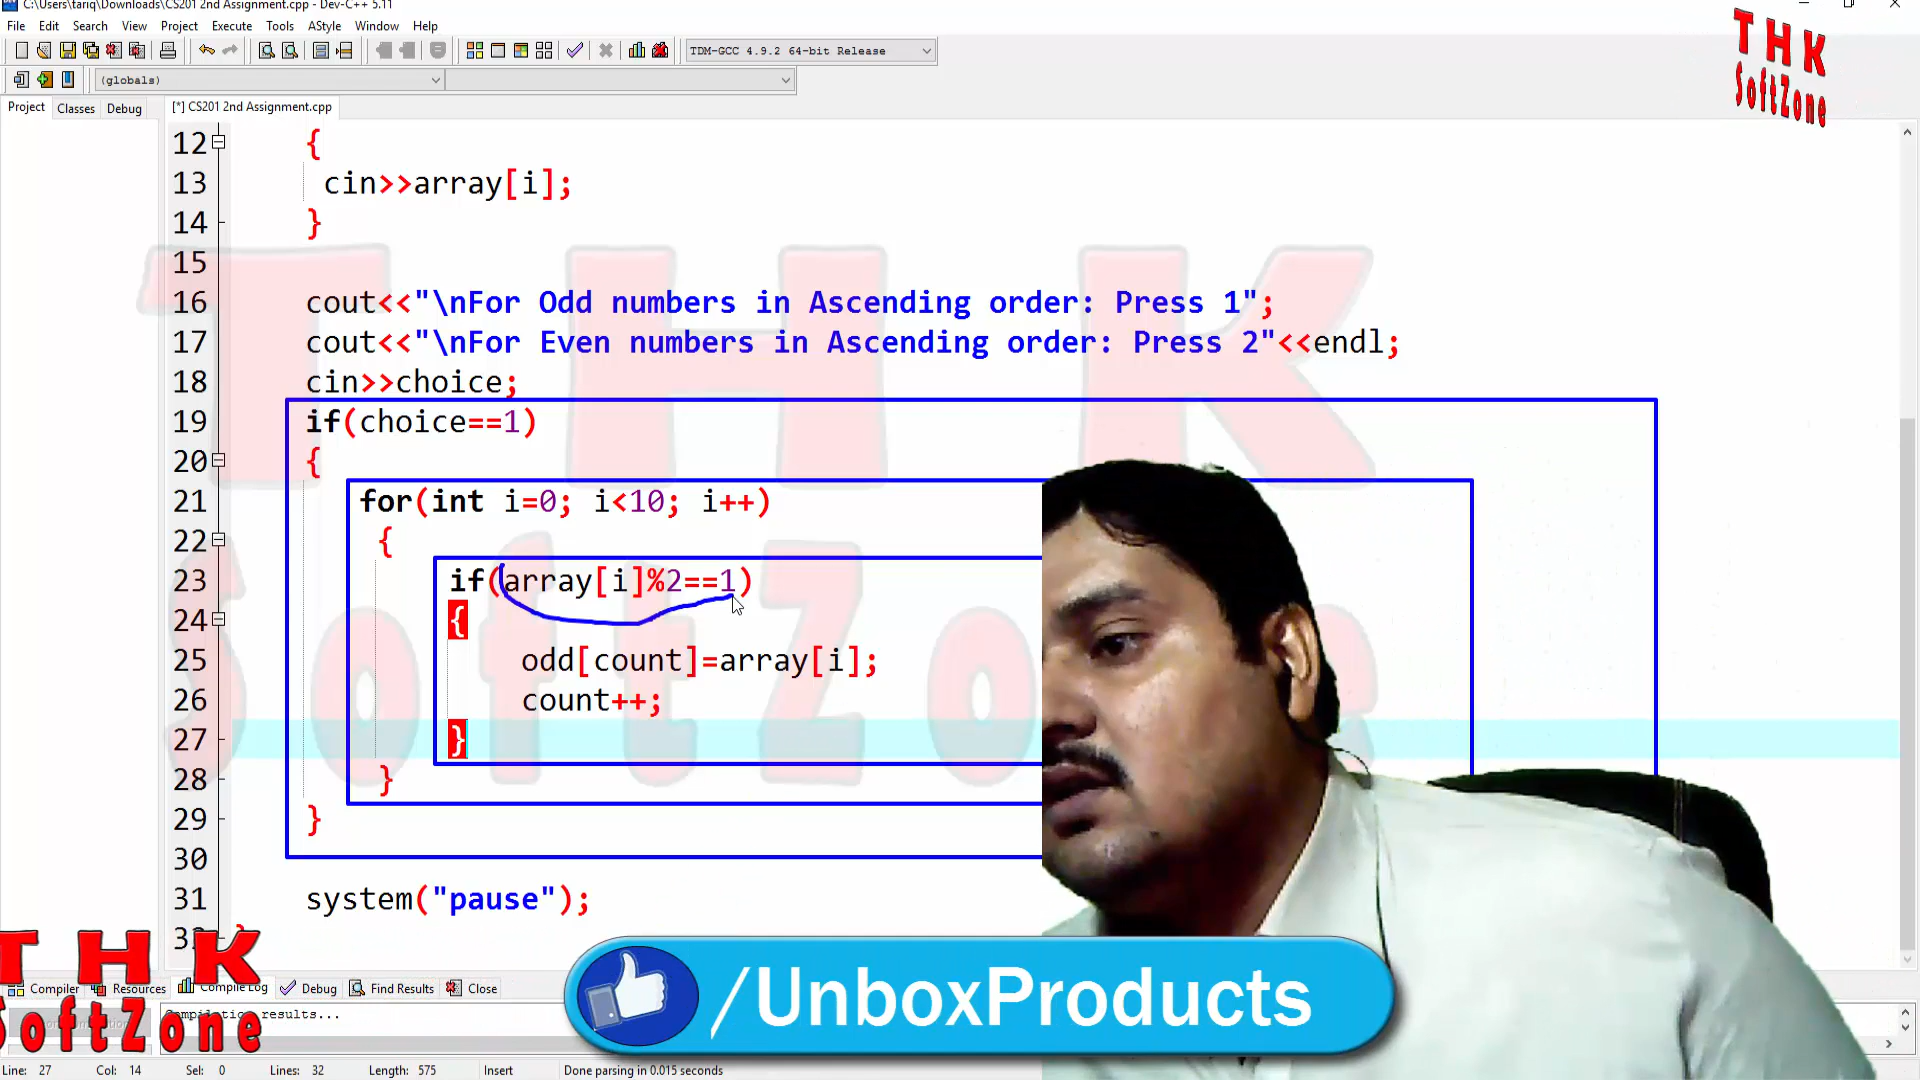 C:\Users\tariq\Downloads\CS201 2nd Assignment.cpp - Dev-C++ 5.11
File Edit Search View Project Execute Tools AStyle Window Help
TDM-GCC 4.9.2 64-bit Release
(globals)
Project Classes Debug
[*] CS201 2nd Assignment.cpp
THK
SoftZone
12 {
13 cin>>array[i];
14 }
15
16 cout<<"\nFor Odd numbers in Ascending order: Press 1";
17 cout<<"\nFor Even numbers in Ascending order: Press 2"<<endl;
18 cin>>choice;
19 if(choice==1)
20 {
21 for(int i=0; i<10; i++)
22 {
23 if(array[i]%2==1)
24 {
25 odd[count]=array[i];
26 count++;
27 }
28 }
29 }
30
31 system("pause");
THK
SoftZone
THK
SoftZone
/UnboxProducts
Compiler Resources Compile Log Debug Find Results Close
Compilation results...
Line: 27 Col: 14 Sel: 0 Lines: 32 Length: 575 Insert Done parsing in 0.015 seconds